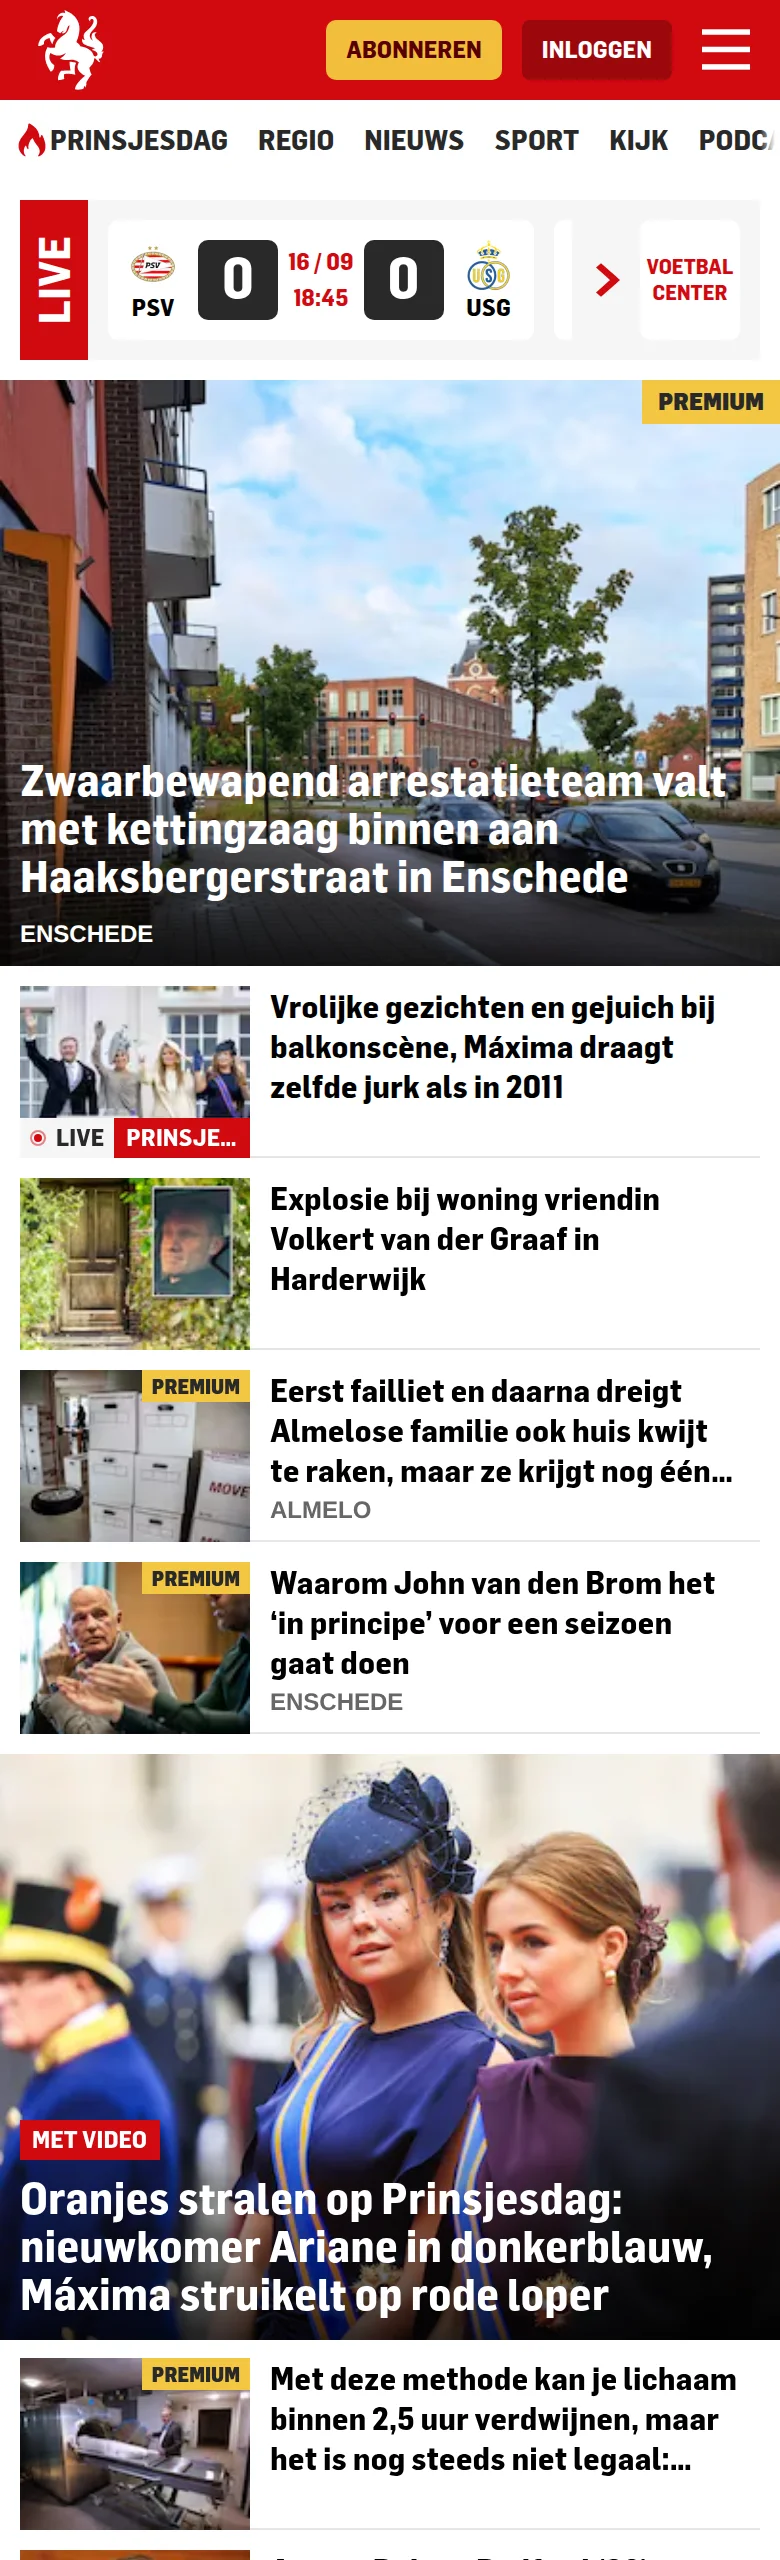 ABONNEREN
INLOGGEN
PRINSJESDAG REGIO NIEUWS SPORT KIJK
LIVE
PSV
PSV
0
16 / 09
18:45
0
USG
VOETBAL
CENTER
PREMIUM
Zwaarbewapend arrestatieteam valt
met kettingzaag binnen aan
Haaksbergerstraat in Enschede
ENSCHEDE
Vrolijke gezichten en gejuich bij
balkonscène, Máxima draagt
zelfde jurk als in 2011
LIVE PRINSJE...
Explosie bij woning vriendin
Volkert van der Graaf in
Harderwijk
PREMIUM
MOVE
Eerst failliet en daarna dreigt
Almelose familie ook huis kwijt
te raken, maar ze krijgt nog één...
ALMELO
PREMIUM
Waarom John van den Brom het
‘in principe’ voor een seizoen
gaat doen
ENSCHEDE
MET VIDEO
Oranjes stralen op Prinsjesdag:
nieuwkomer Ariane in donkerblauw,
Máxima struikelt op rode loper
PREMIUM
Met deze methode kan je lichaam
binnen 2,5 uur verdwijnen, maar
het is nog steeds niet legaal:...